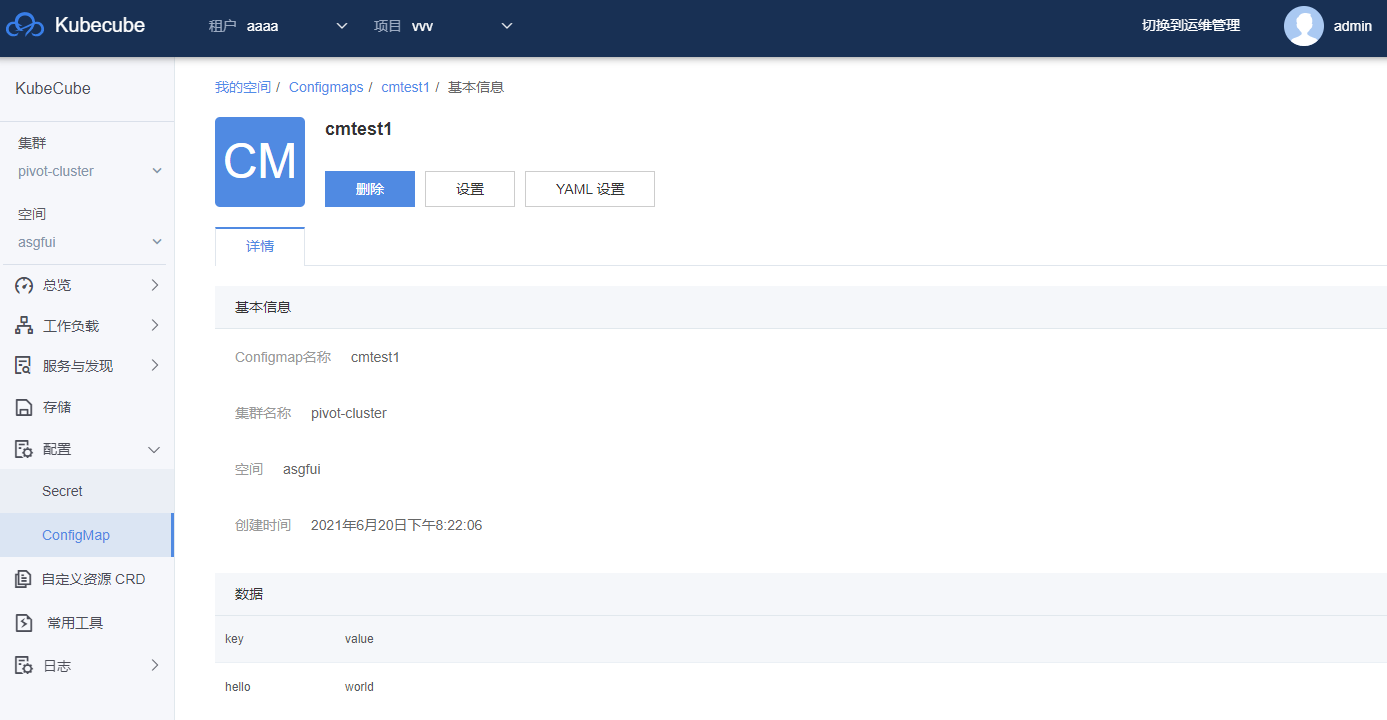 Kubecube
租户 aaaa
项目 vvv
切换到运维管理
admin
KubeCube
集群
pivot-cluster
空间
asgfui
总览
工作负载
服务与发现
存储
配置
Secret
ConfigMap
自定义资源 CRD
常用工具
日志
我的空间 / Configmaps / cmtest1 / 基本信息
CM
cmtest1
删除
设置
YAML 设置
详情
基本信息
Configmap名称 cmtest1
集群名称 pivot-cluster
空间 asgfui
创建时间 2021年6月20日下午8:22:06
数据
key value
hello world